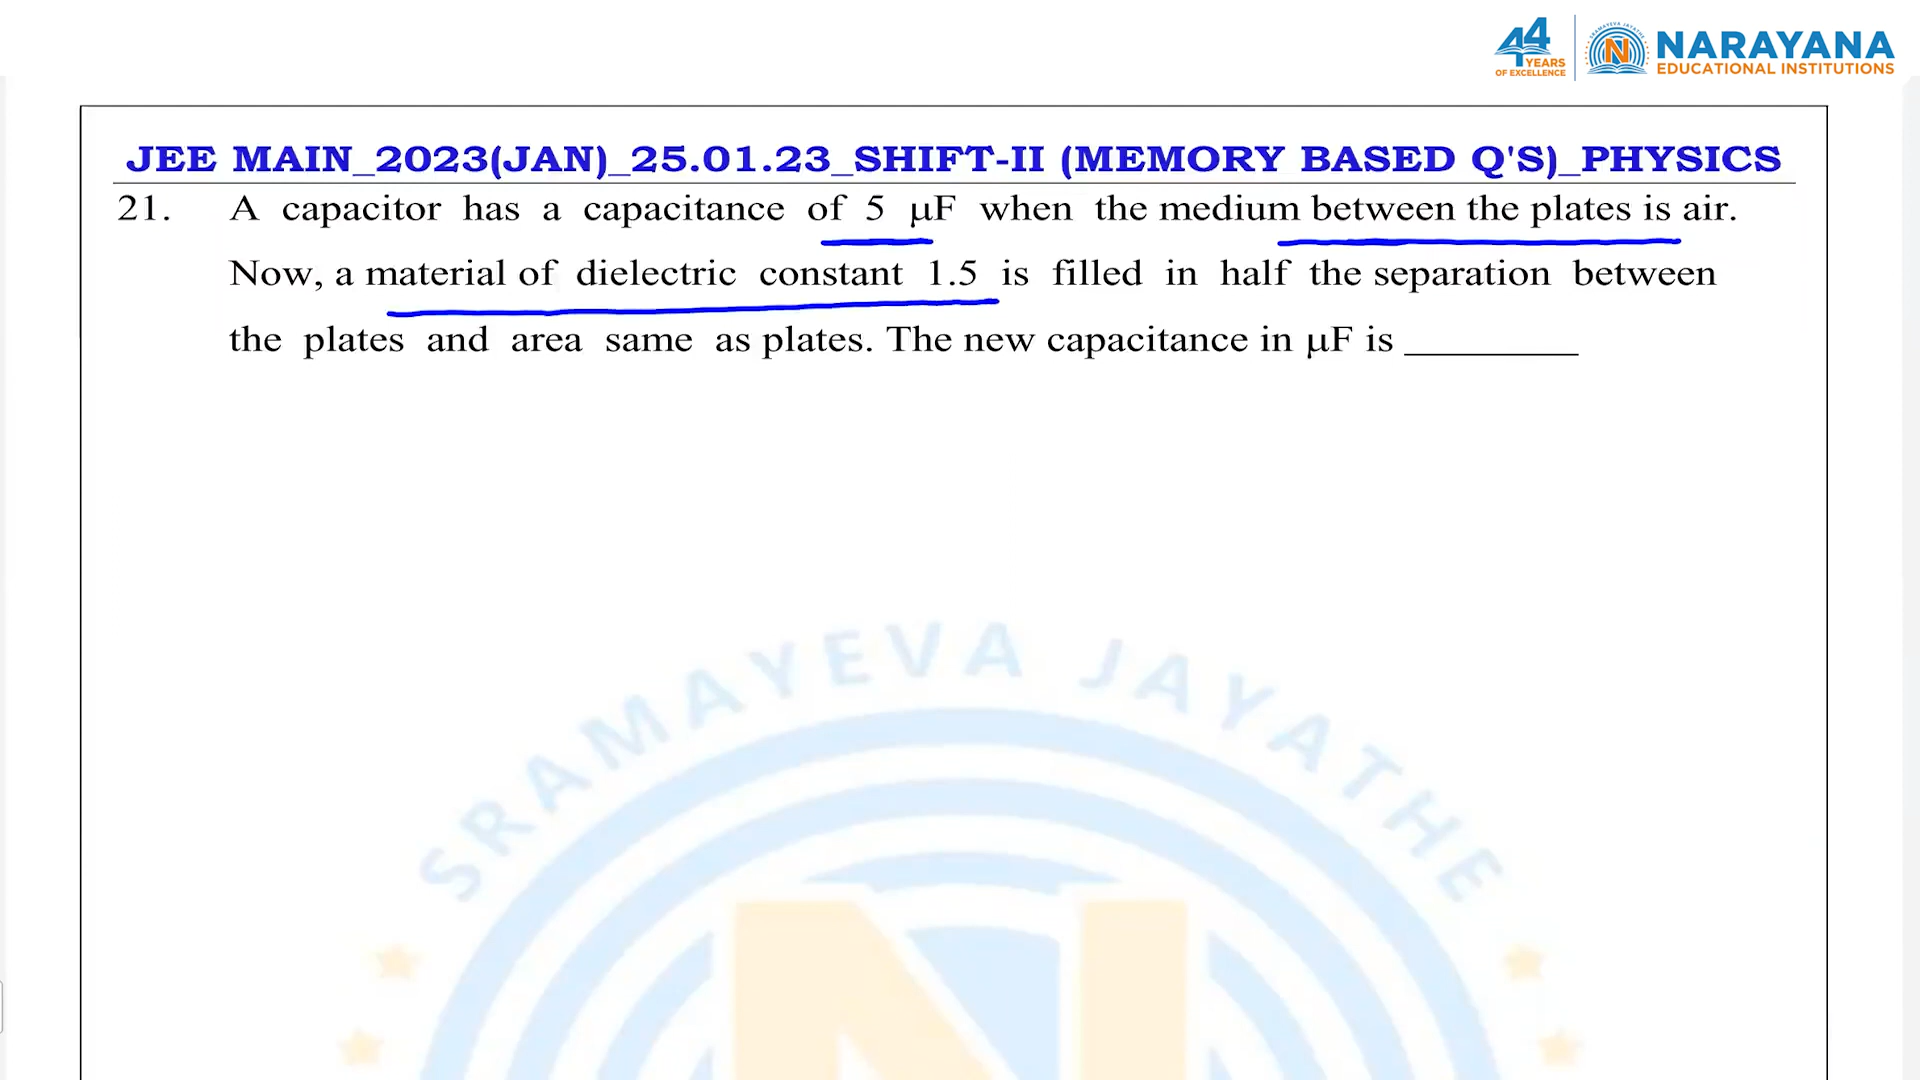 44
YEARS
OF EXCELLENCE
SRAMAYEVA JAYATHE
N
NARAYANA
EDUCATIONAL INSTITUTIONS
JEE MAIN_2023(JAN)_25.01.23_SHIFT-II (MEMORY BASED Q'S)_PHYSICS
21. A capacitor has a capacitance of 5 μF when the medium between the plates is air.
Now, a material of dielectric constant 1.5 is filled in half the separation between
the plates and area same as plates. The new capacitance in μF is ________
SRAMAYEVA JAYATHE
N